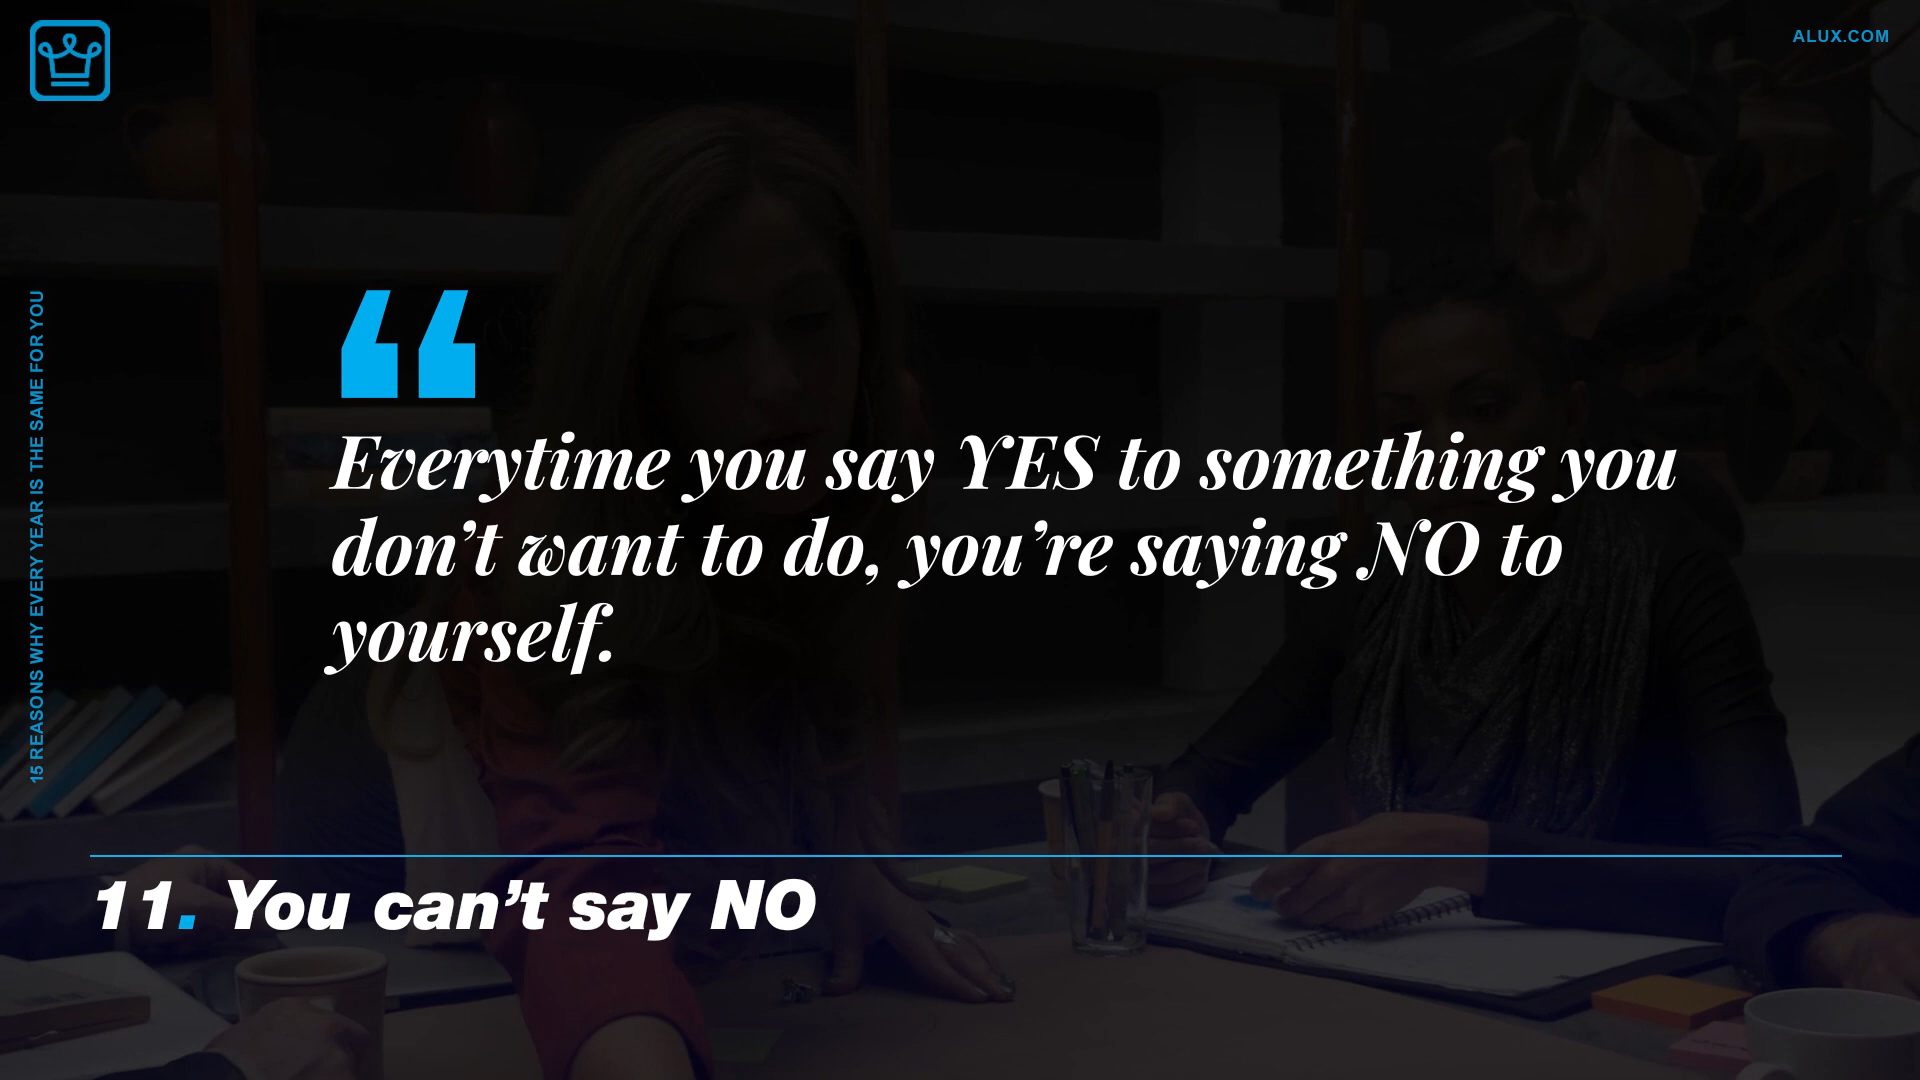 ALUX.COM
15 REASONS WHY EVERY YEAR IS THE SAME FOR YOU
“
Everytime you say YES to something you
don’t want to do, you’re saying NO to
yourself.
11. You can’t say NO